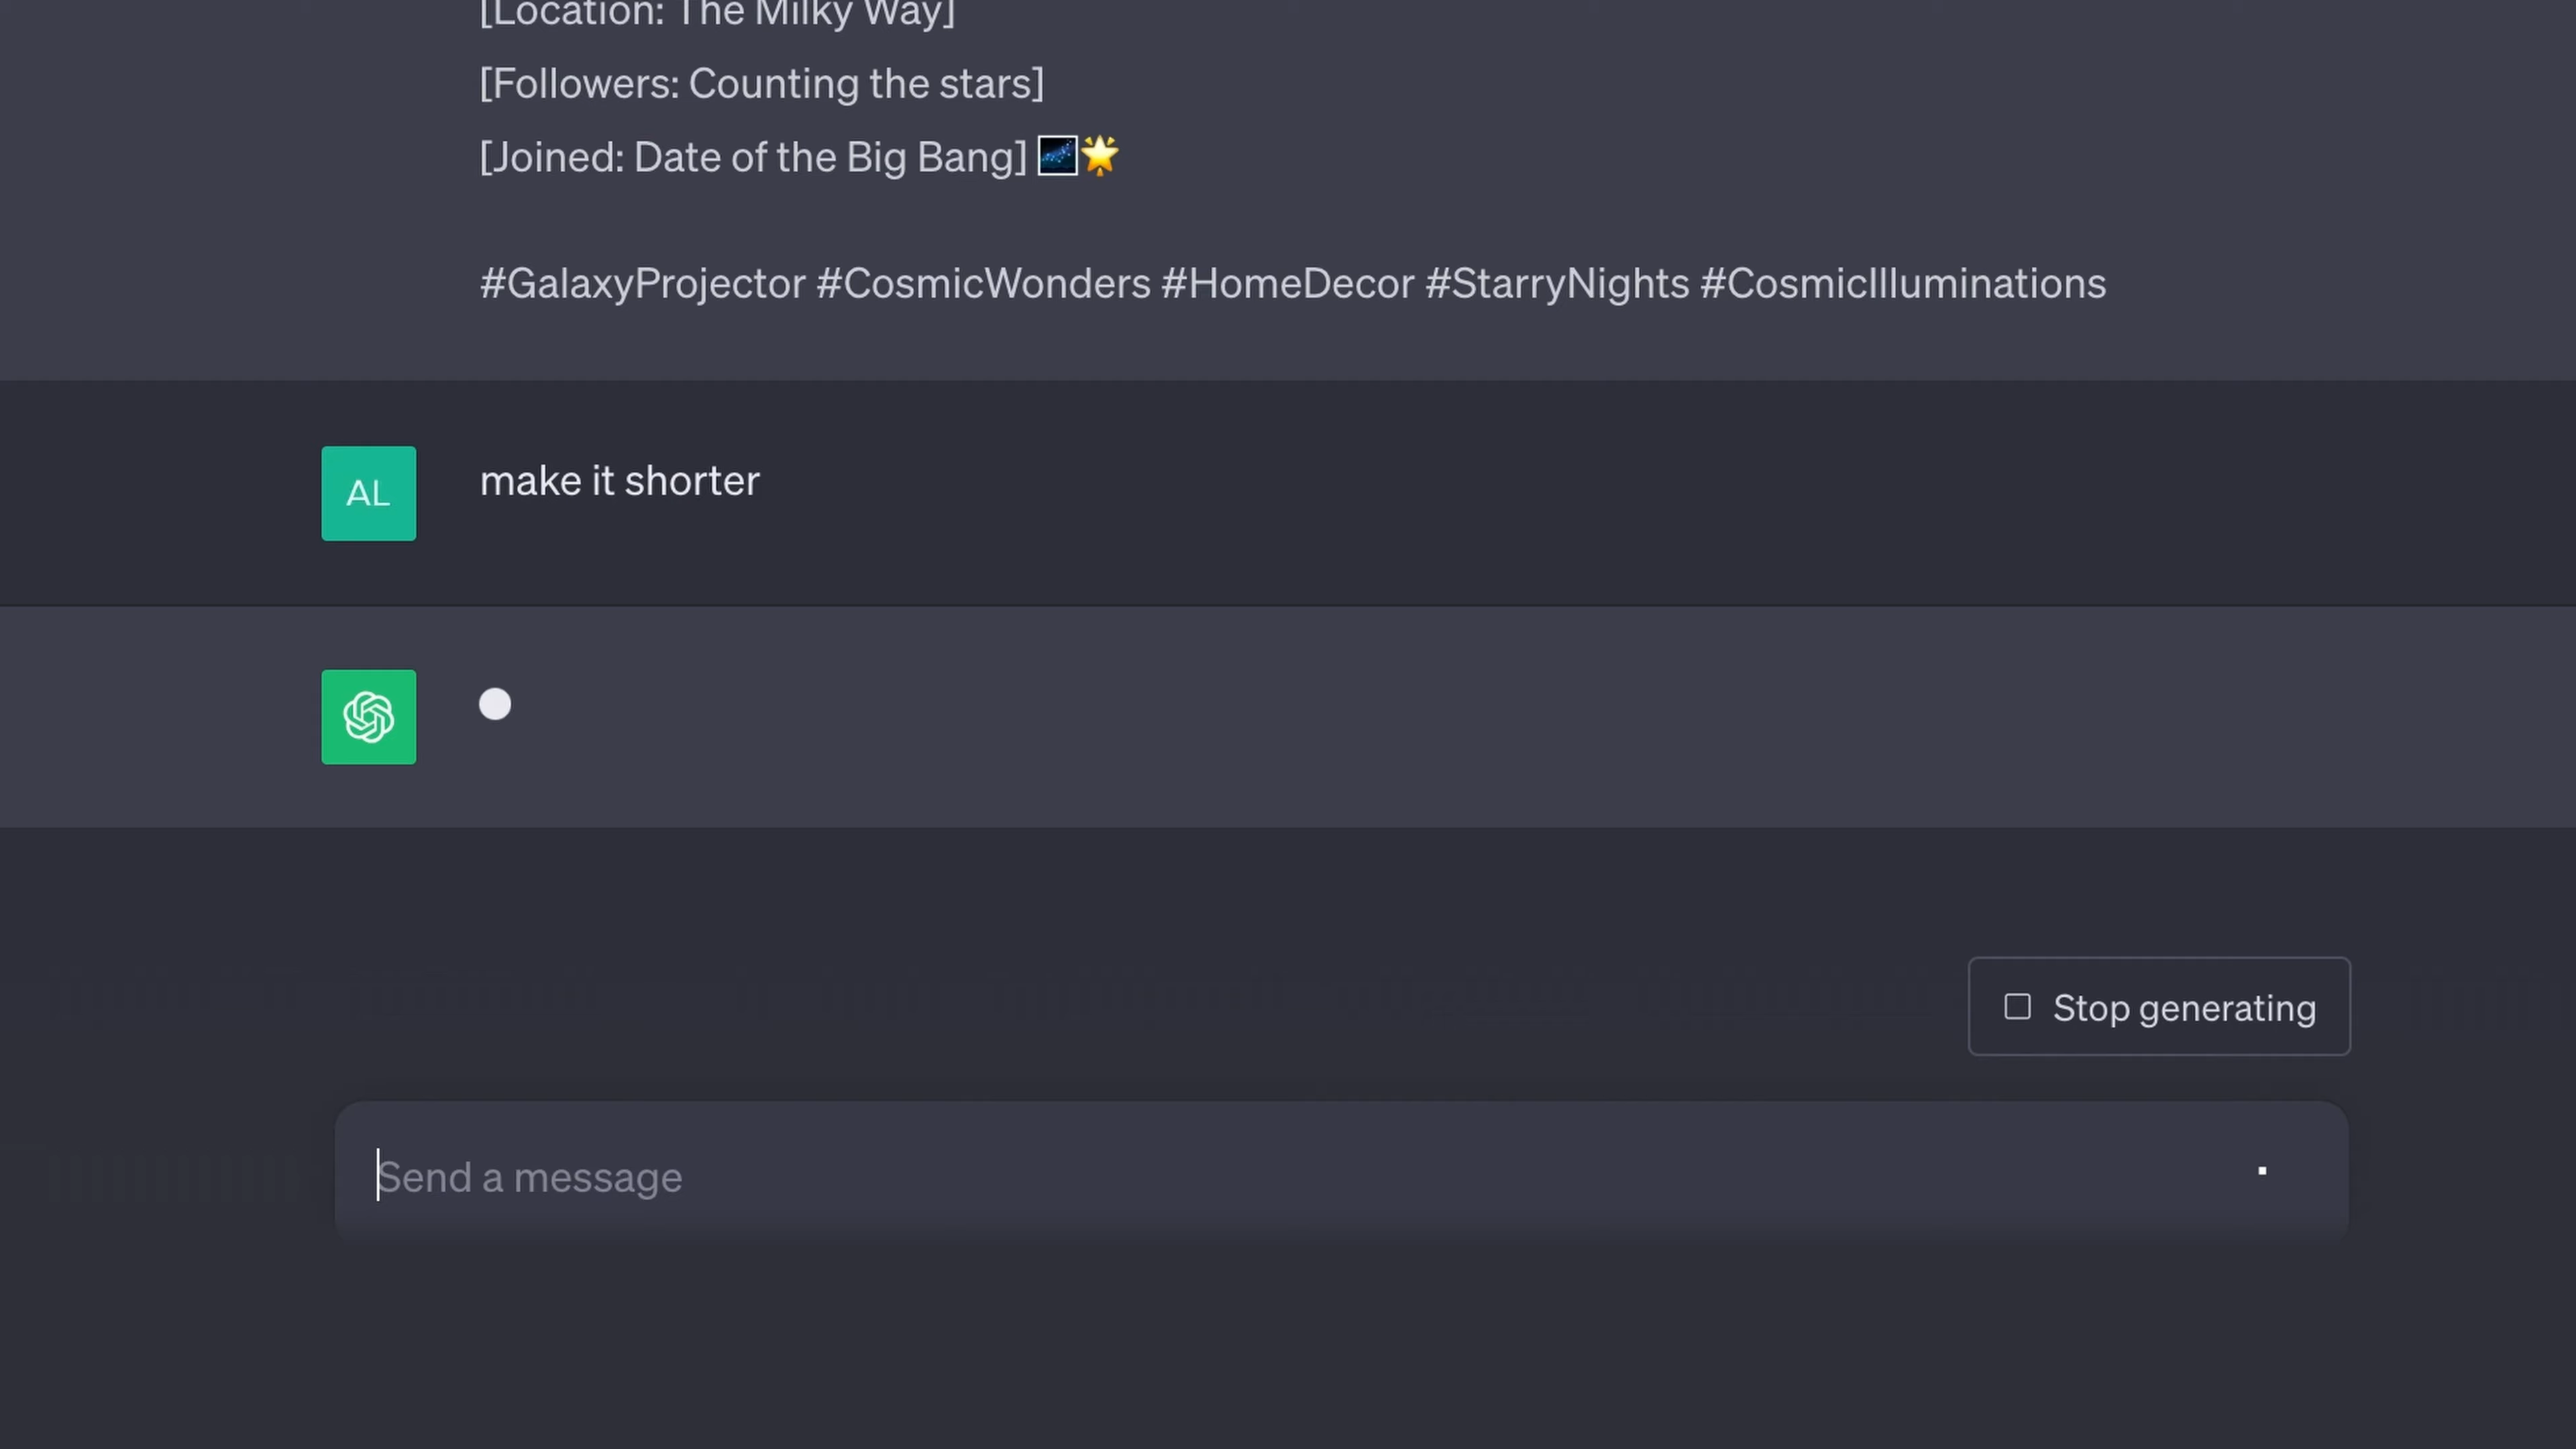 [Location: The Milky Way]
[Followers: Counting the stars]
[Joined: Date of the Big Bang] 🌌🌟
#GalaxyProjector #CosmicWonders #HomeDecor #StarryNights #CosmicIlluminations
AL
make it shorter
Stop generating
Send a message